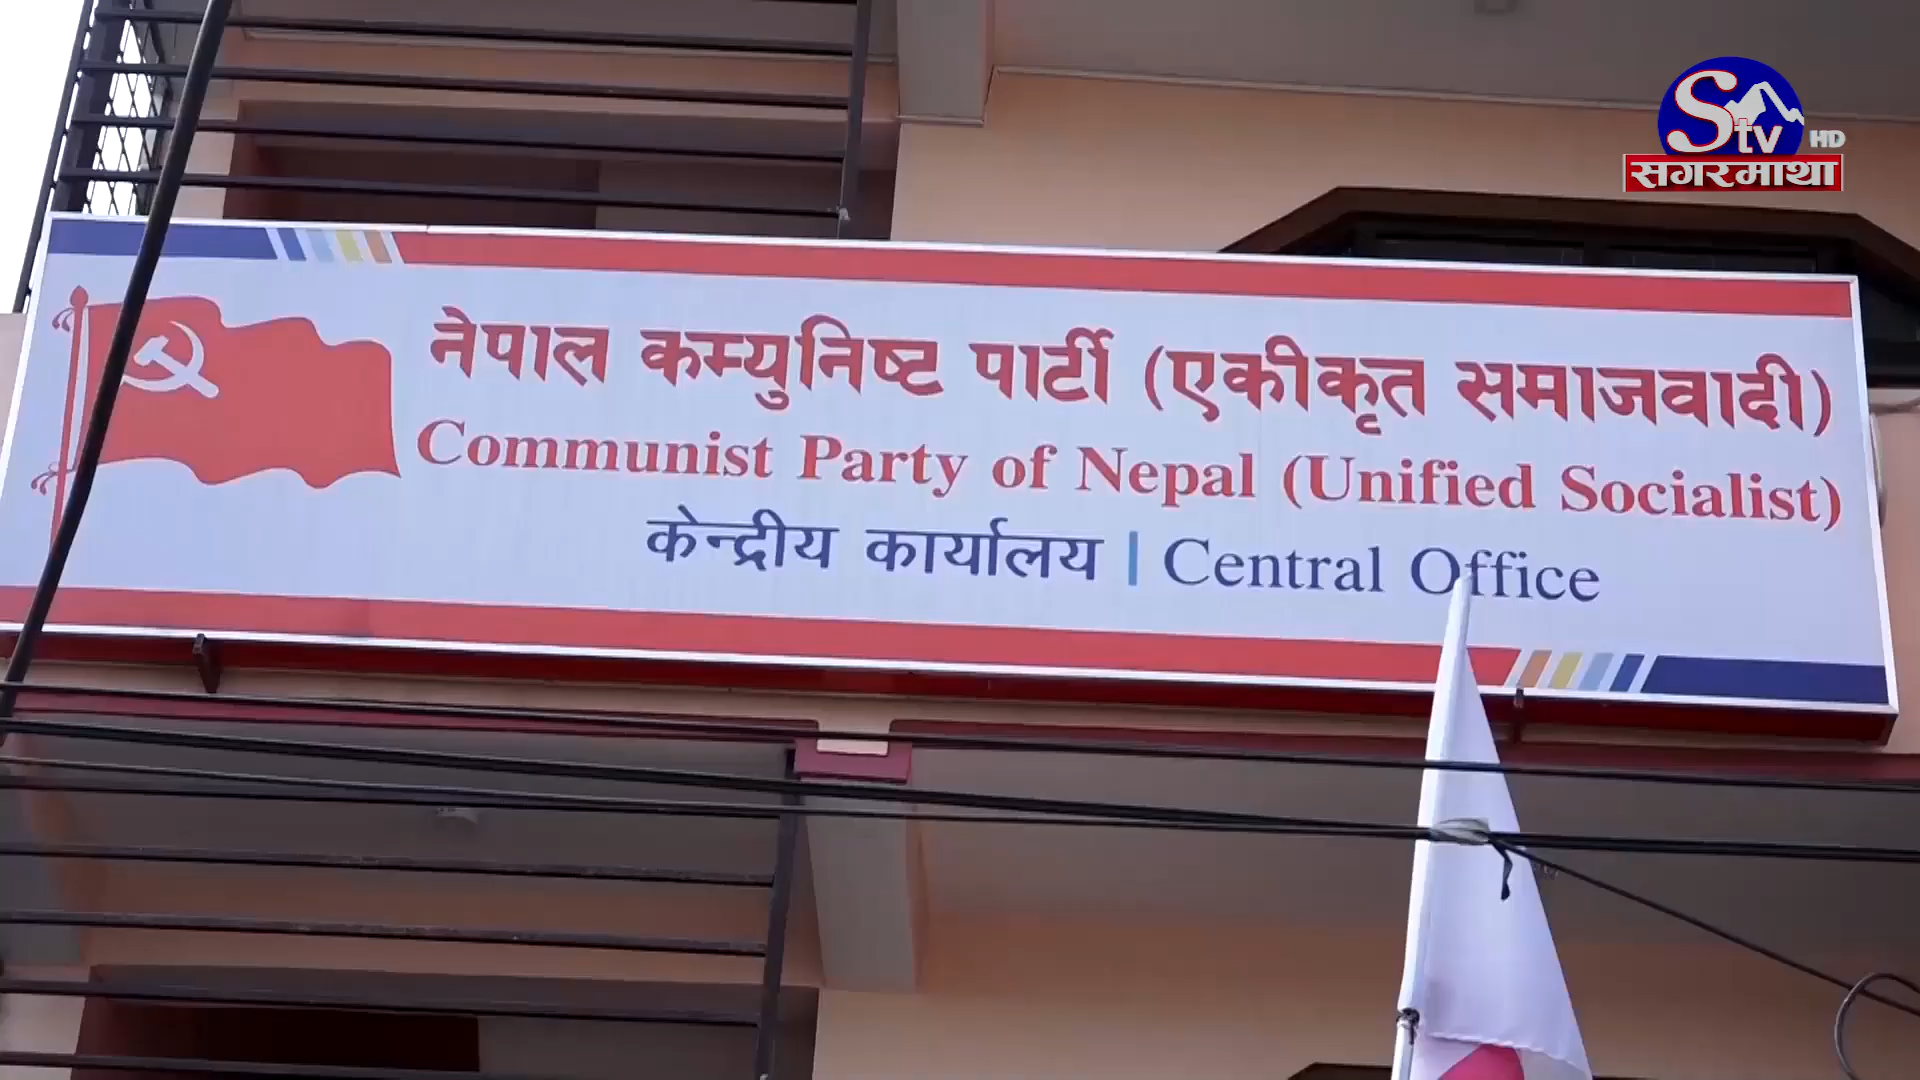 STV HD
सगरमाथा
नेपाल कम्युनिष्ट पार्टी (एकीकृत समाजवादी)
Communist Party of Nepal (Unified Socialist)
केन्द्रीय कार्यालय | Central Office